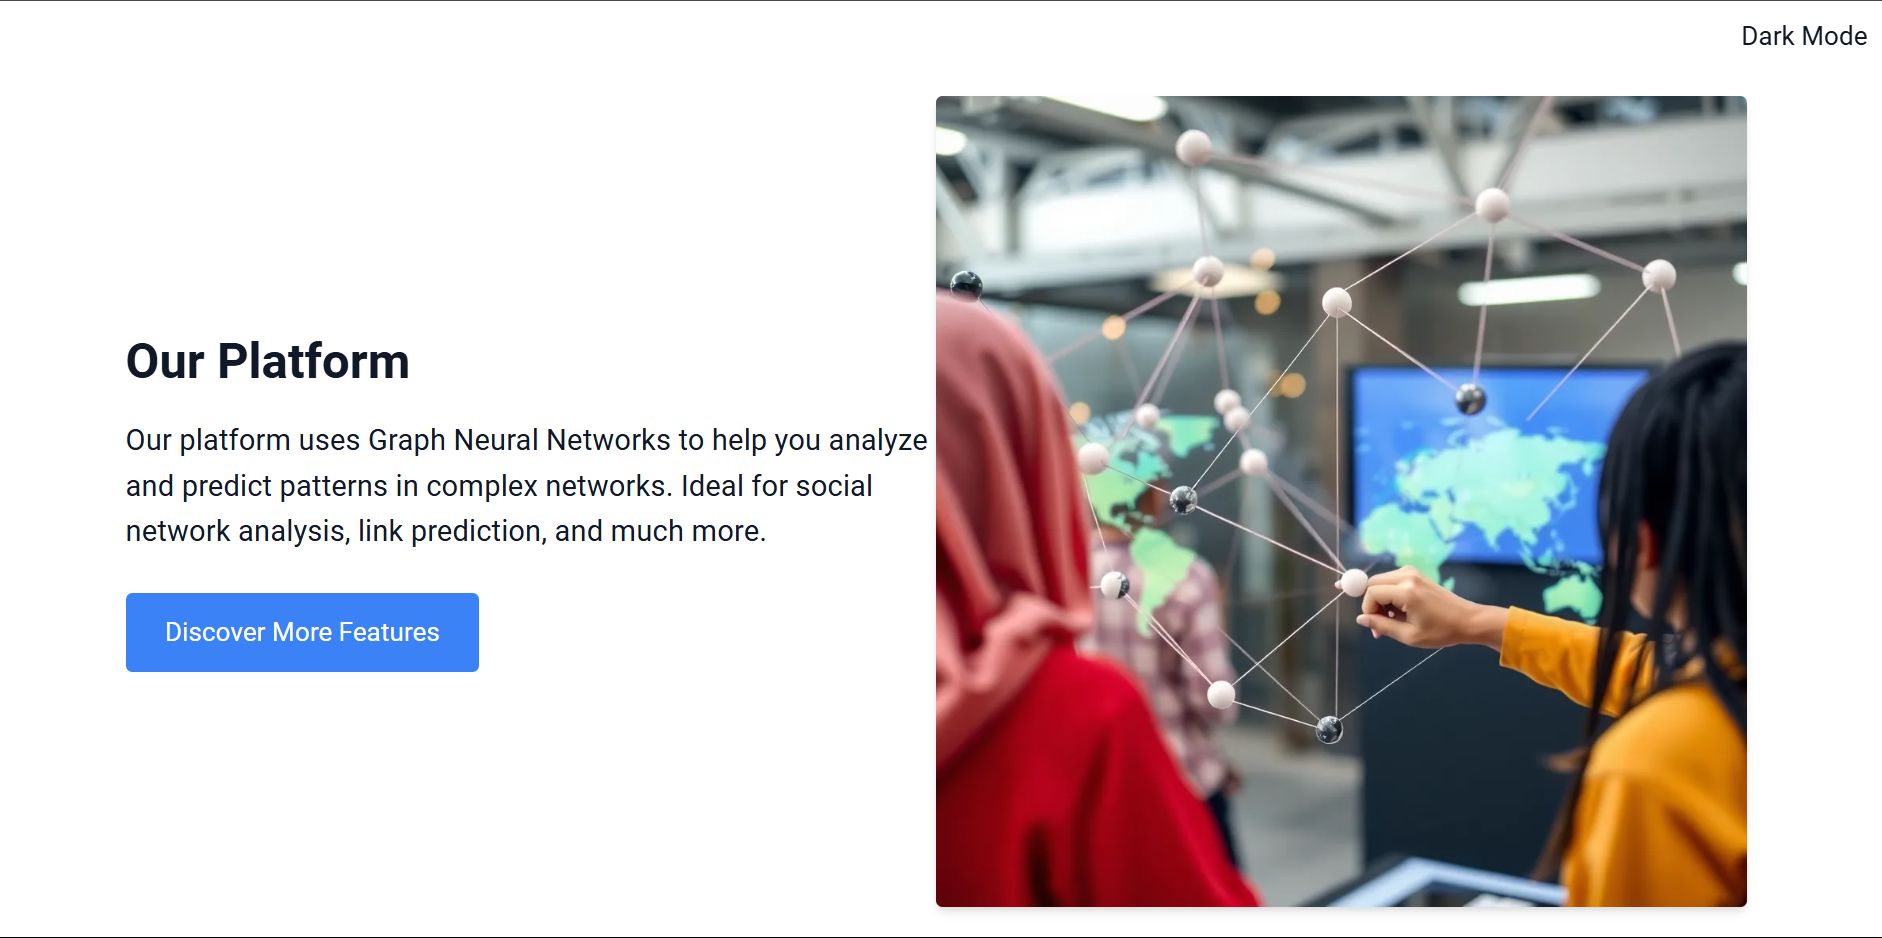 Dark Mode
Our Platform
Our platform uses Graph Neural Networks to help you analyze
and predict patterns in complex networks. Ideal for social
network analysis, link prediction, and much more.
Discover More Features